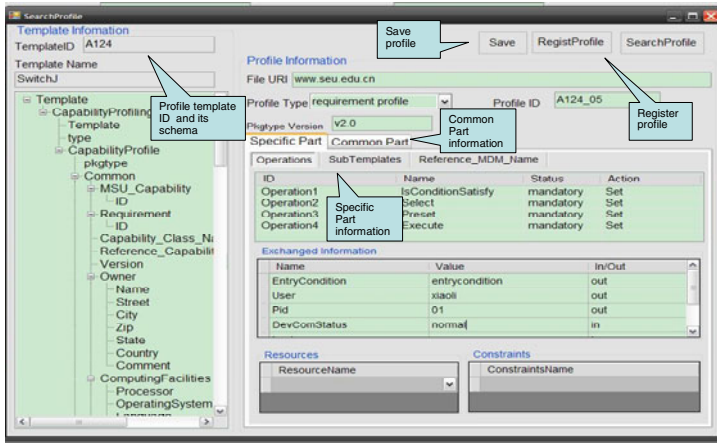 SearchProfile
Template Infomation
TemplateID A124
Template Name
SwitchJ
Template
CapabilityProfiling
Template
type
CapabilityProfile
pkgtype
Common
MSU_Capability
ID
Requirement
ID
Capability_Class_Na
Reference_Capabilit
Version
Owner
Name
Street
City
Zip
State
Country
Comment
ComputingFacilities
Processor
OperatingSystem
Profile template
ID and its
schema
Save
profile
Save RegistProfile SearchProfile
Profile Information
File URI www.seu.edu.cn
Profile Type requirement profile Profile ID A124_05
Pkgtype Version v2.0
Common
Part
information
Register
profile
Specific Part Common Part
Operations SubTemplates Reference_MDM_Name
ID Name Status Action
Operation1 IsConditionSatisfy mandatory Set
Operation2 Select mandatory Set
Operation3 Preset mandatory Set
Operation4 Execute mandatory Set
Specific
Part
information
Exchanged Information
Name Value In/Out
EntryCondition entrycondition out
User xiaoli out
Pid 01 out
DevComStatus normal in
Resources Constraints
ResourceName ConstraintsName